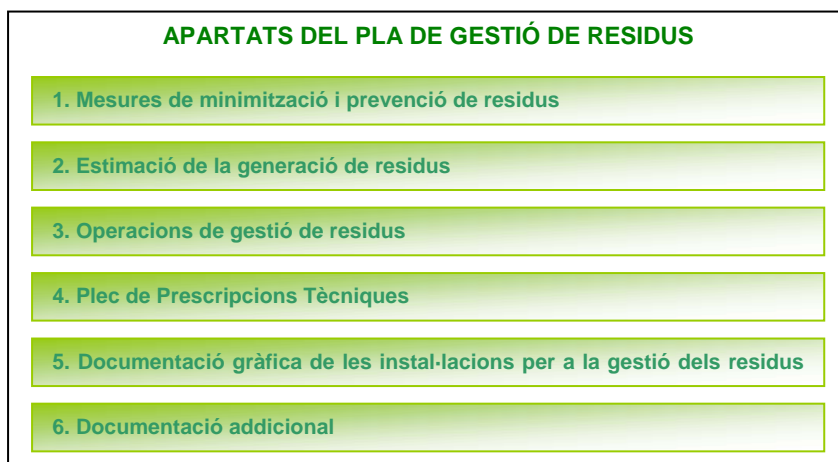 APARTATS DEL PLA DE GESTIÓ DE RESIDUS
1. Mesures de minimització i prevenció de residus
2. Estimació de la generació de residus
3. Operacions de gestió de residus
4. Plec de Prescripcions Tècniques
5. Documentació gràfica de les instal·lacions per a la gestió dels residus
6. Documentació addicional